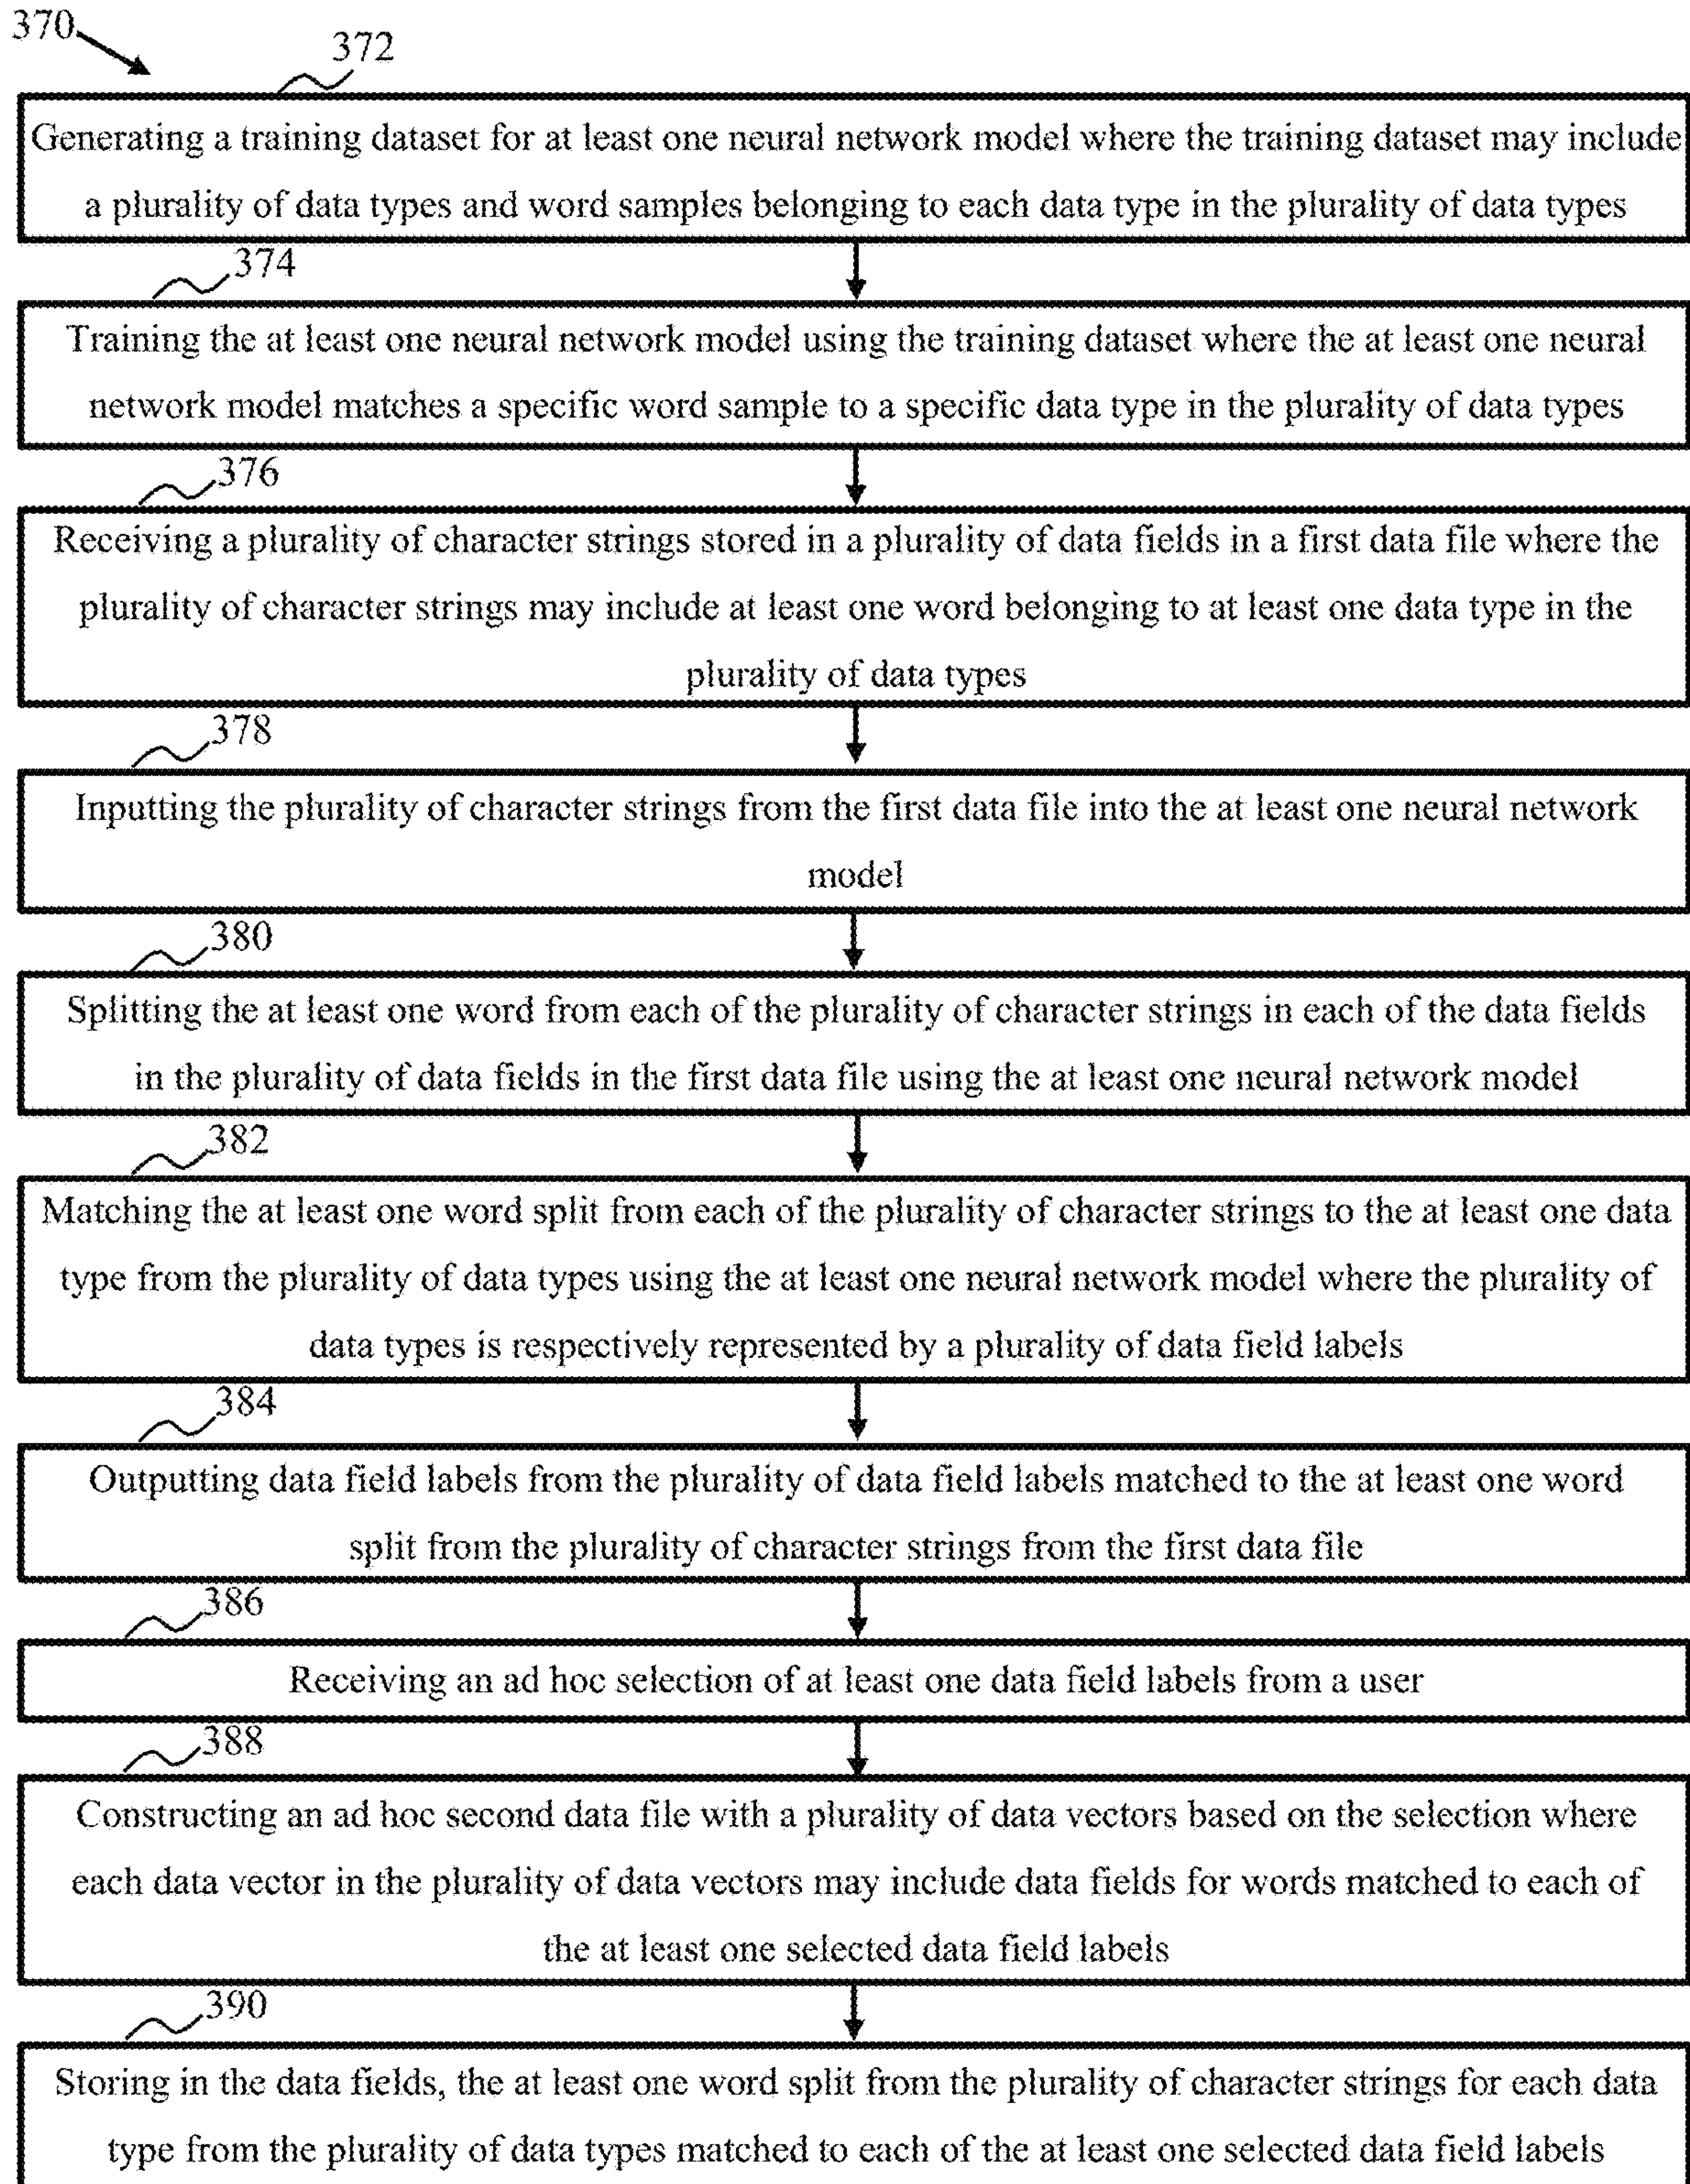 370
372
Generating a training dataset for at least one neural network model where the training dataset may include
a plurality of data types and word samples belonging to each data type in the plurality of data types
374
Training the at least one neural network model using the training dataset where the at least one neural
network model matches a specific word sample to a specific data type in the plurality of data types
376
Receiving a plurality of character strings stored in a plurality of data fields in a first data file where the
plurality of character strings may include at least one word belonging to at least one data type in the
plurality of data types
378
Inputting the plurality of character strings from the first data file into the at least one neural network
model
380
Splitting the at least one word from each of the plurality of character strings in each of the data fields
in the plurality of data fields in the first data file using the at least one neural network model
382
Matching the at least one word split from each of the plurality of character strings to the at least one data
type from the plurality of data types using the at least one neural network model where the plurality of
data types is respectively represented by a plurality of data field labels
384
Outputting data field labels from the plurality of data field labels matched to the at least one word
split from the plurality of character strings from the first data file
386
Receiving an ad hoc selection of at least one data field labels from a user
388
Constructing an ad hoc second data file with a plurality of data vectors based on the selection where
each data vector in the plurality of data vectors may include data fields for words matched to each of
the at least one selected data field labels
390
Storing in the data fields, the at least one word split from the plurality of character strings for each data
type from the plurality of data types matched to each of the at least one selected data field labels